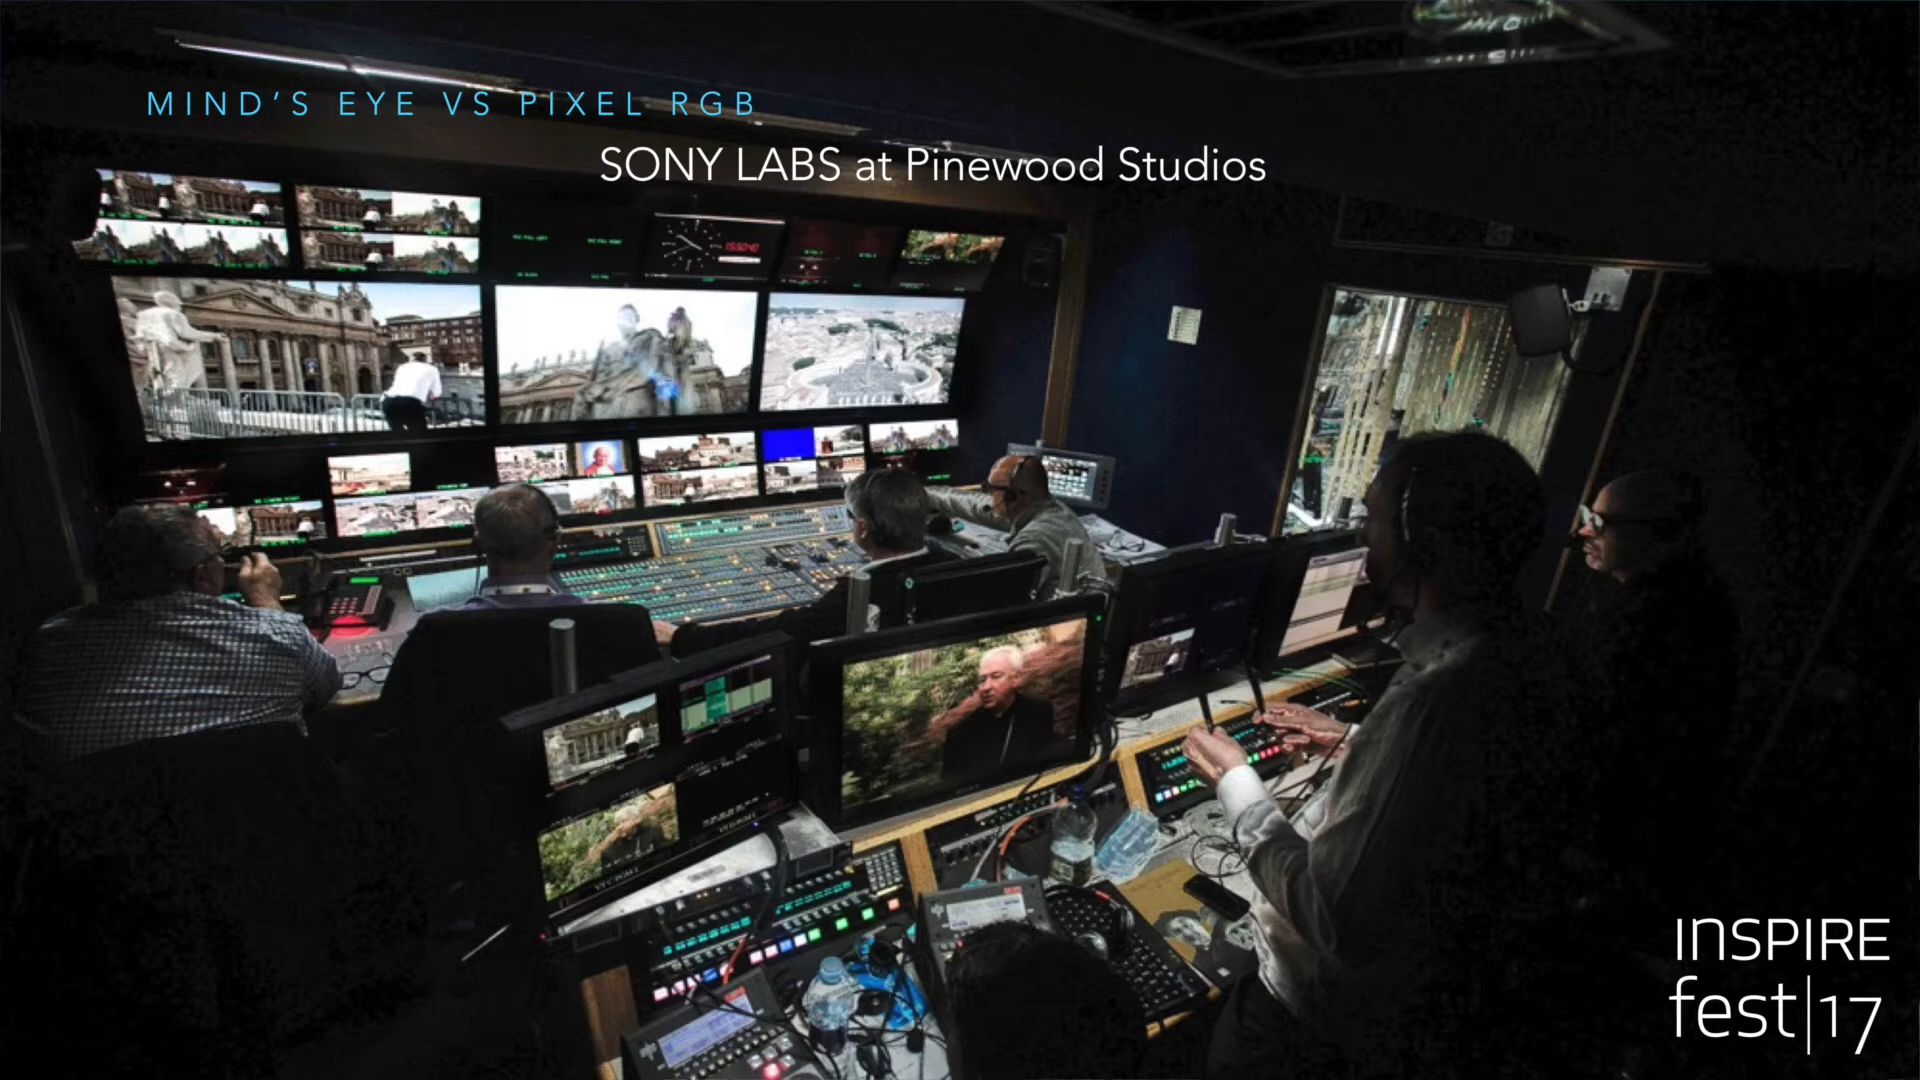 MIND'S EYE VS PIXEL RGB
SONY LABS at Pinewood Studios
INSPIRE
fest|17